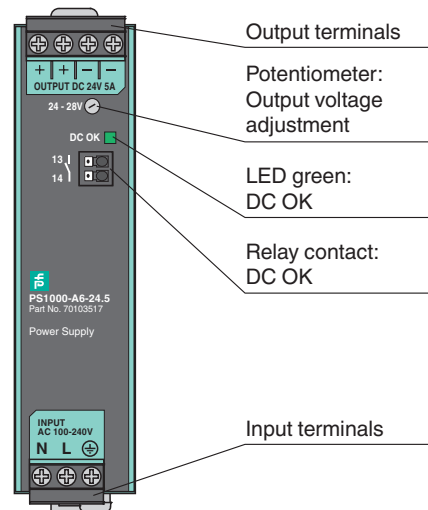 Output terminals
+ + − −
OUTPUT DC 24V 5A
Potentiometer:
Output voltage
adjustment
24 - 28V
DC OK
LED green:
DC OK
13
14
Relay contact:
DC OK
PS1000-A6-24.5
Part No. 70103517
Power Supply
INPUT
AC 100-240V
N L
Input terminals